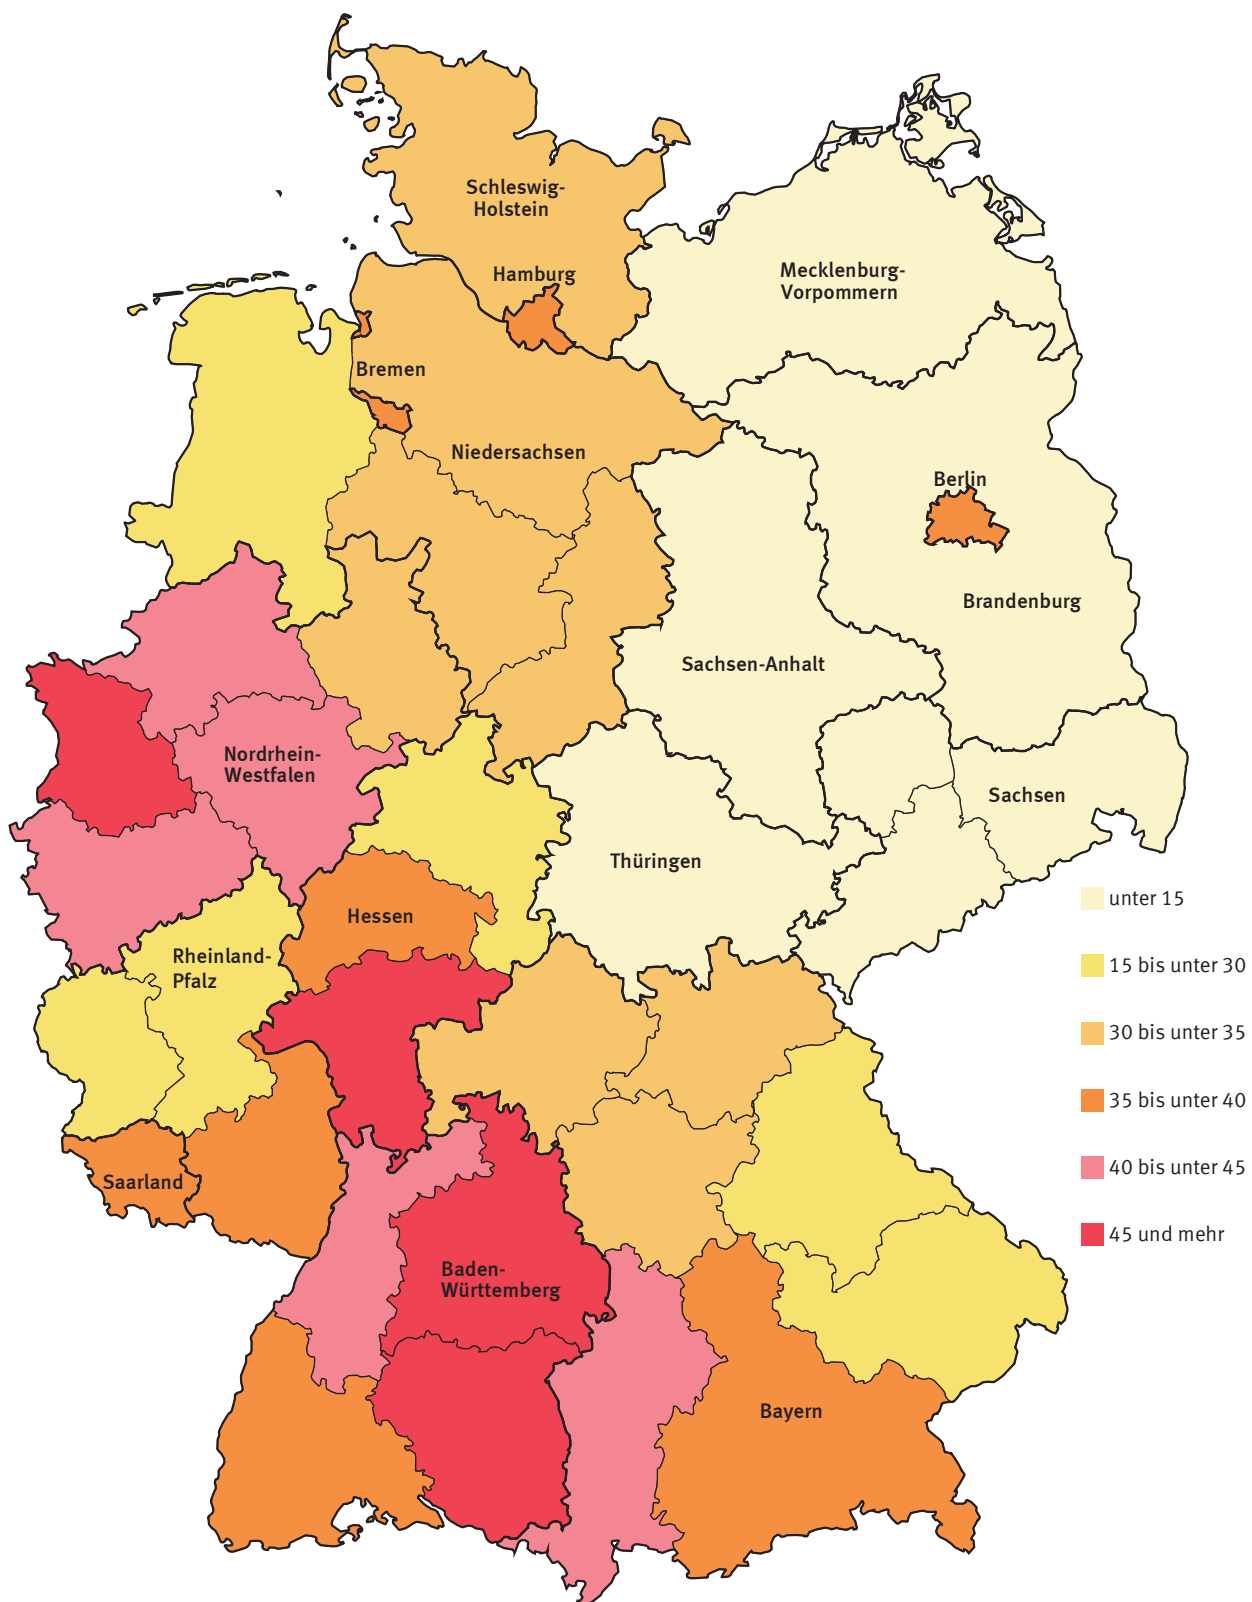 Schleswig-
Holstein
Hamburg
Mecklenburg-
Vorpommern
Bremen
Niedersachsen
Berlin
Brandenburg
Sachsen-Anhalt
Nordrhein-
Westfalen
Sachsen
Thüringen
Hessen
Rheinland-
Pfalz
Saarland
Baden-
Württemberg
Bayern
unter 15
15 bis unter 30
30 bis unter 35
35 bis unter 40
40 bis unter 45
45 und mehr